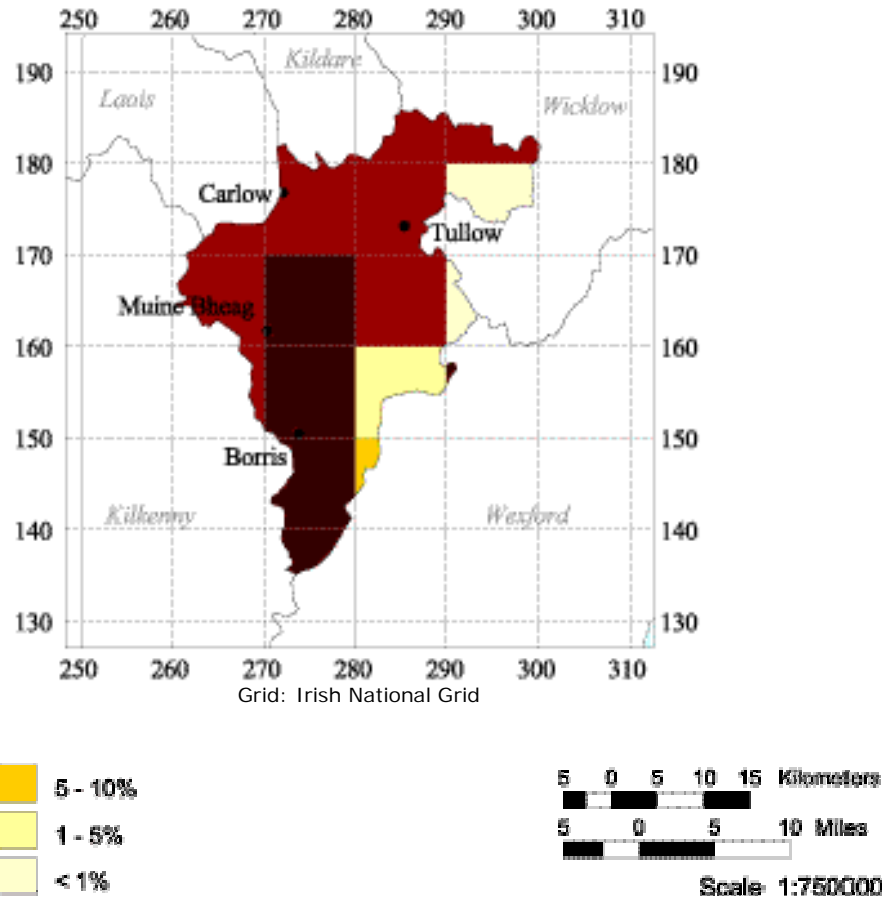 250 260 270 280 290 300 310
Kildare
190 190
Laois
Wicklow
180 180
Carlow
Tullow
170 170
Muine Bheag
160 160
150 150
Borris
Kilkenny
Wexford
140 140
130 130
250 260 270 280 290 300 310
Grid: Irish National Grid
5 0 5 10 15 Kilometers
5 - 10%
5 0 5 10 Miles
1 - 5%
< 1%
Scale 1:750000